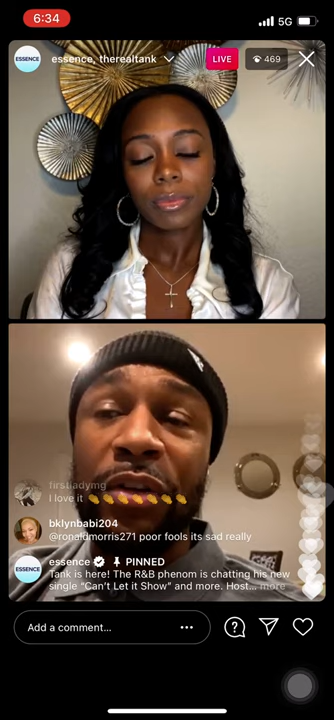 6:34
5G
ESSENCE
essence, therealtank
LIVE
469
firstladymg
I love it 👏👏👏👏👏👏👏
bklynbabi204
@ronaldmorris271 poor fools its sad really
ESSENCE
essence PINNED
Tank is here! The R&B phenom is chatting his new
single "Can't Let it Show" and more. Host... more
Add a comment...